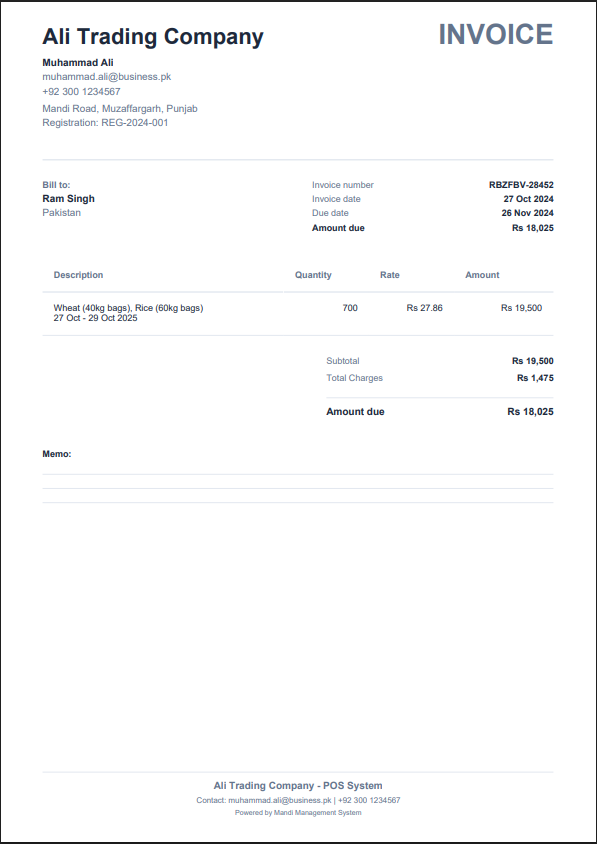 Ali Trading Company
INVOICE
Muhammad Ali
muhammad.ali@business.pk
+92 300 1234567
Mandi Road, Muzaffargarh, Punjab
Registration: REG-2024-001
Bill to:
Ram Singh
Pakistan
Invoice number RBZFBV-28452
Invoice date 27 Oct 2024
Due date 26 Nov 2024
Amount due Rs 18,025
Description Quantity Rate Amount
Wheat (40kg bags), Rice (60kg bags) 700 Rs 27.86 Rs 19,500
27 Oct - 29 Oct 2025
Subtotal Rs 19,500
Total Charges Rs 1,475
Amount due Rs 18,025
Memo:
Ali Trading Company - POS System
Contact: muhammad.ali@business.pk | +92 300 1234567
Powered by Mandi Management System